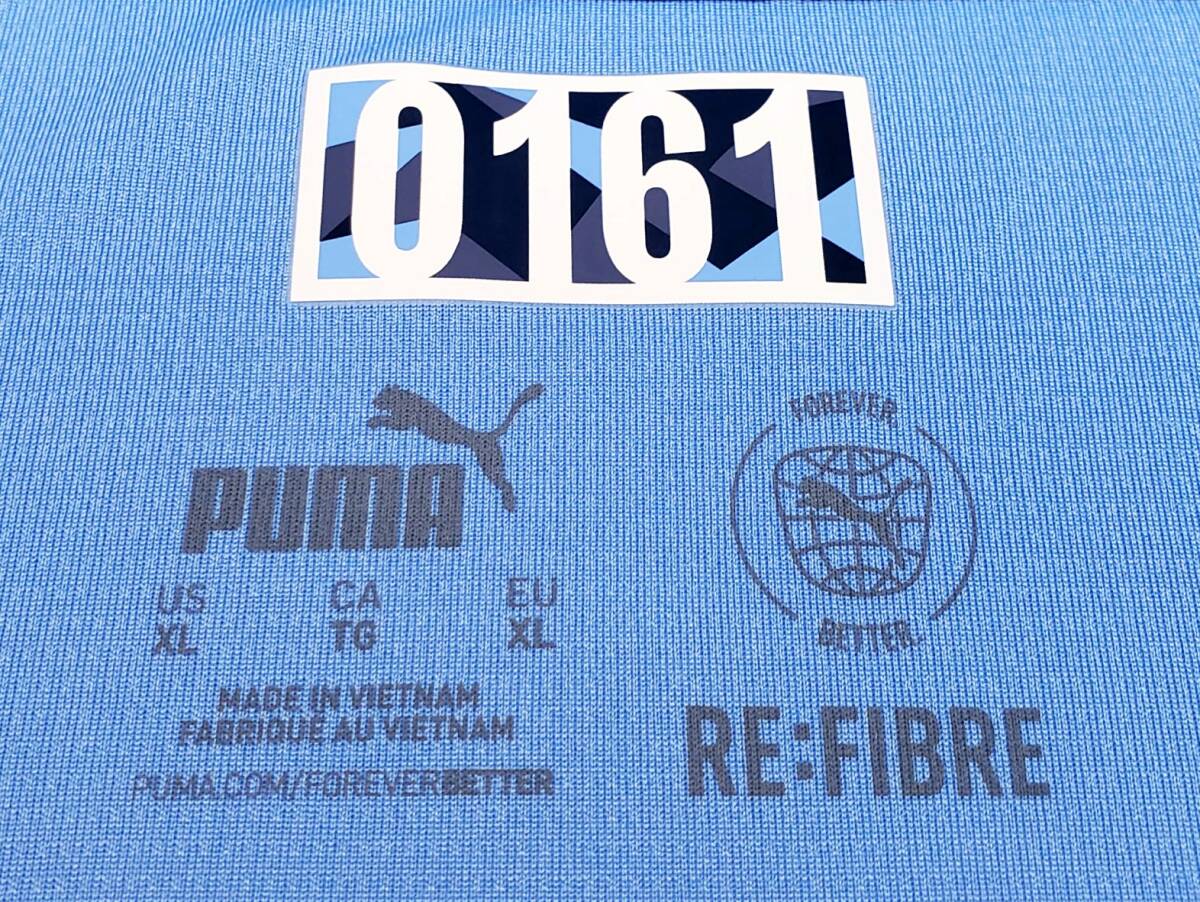 0161
PUMA
US CA EU
XL TG XL
MADE IN VIETNAM
FABRIQUÉ AU VIETNAM
PUMA.COM/FOREVERBETTER
FOREVER
BETTER.
RE:FIBRE